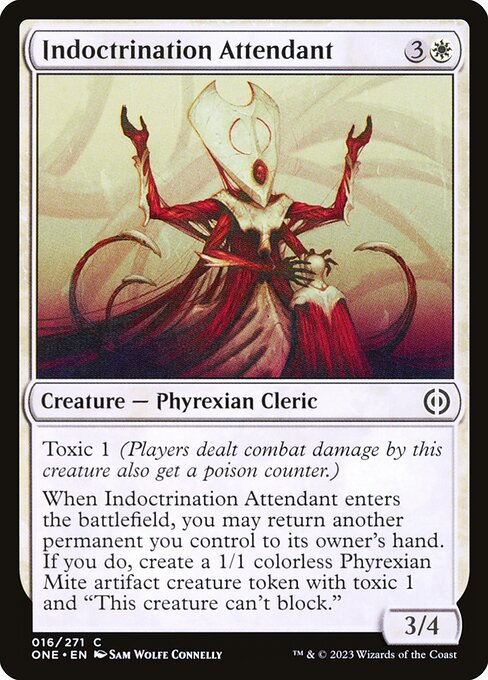 Indoctrination Attendant 3
Creature — Phyrexian Cleric
Toxic 1 (Players dealt combat damage by this
creature also get a poison counter.)
When Indoctrination Attendant enters
the battlefield, you may return another
permanent you control to its owner's hand.
If you do, create a 1/1 colorless Phyrexian
Mite artifact creature token with toxic 1
and “This creature can't block.”
3/4
016/271 C
ONE • EN Sam Wolfe Connelly
™ & © 2023 Wizards of the Coast